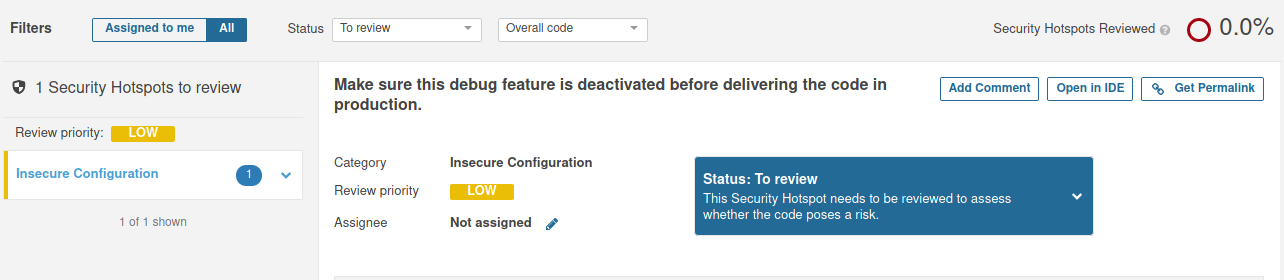 Filters
Assigned to me
All
Status
To review
Overall code
Security Hotspots Reviewed ?
0.0%
1 Security Hotspots to review
Review priority: LOW
Insecure Configuration
1
1 of 1 shown
Make sure this debug feature is deactivated before delivering the code in
production.
Add Comment
Open in IDE
Get Permalink
Category
Insecure Configuration
Review priority
LOW
Assignee
Not assigned
Status: To review
This Security Hotspot needs to be reviewed to assess
whether the code poses a risk.